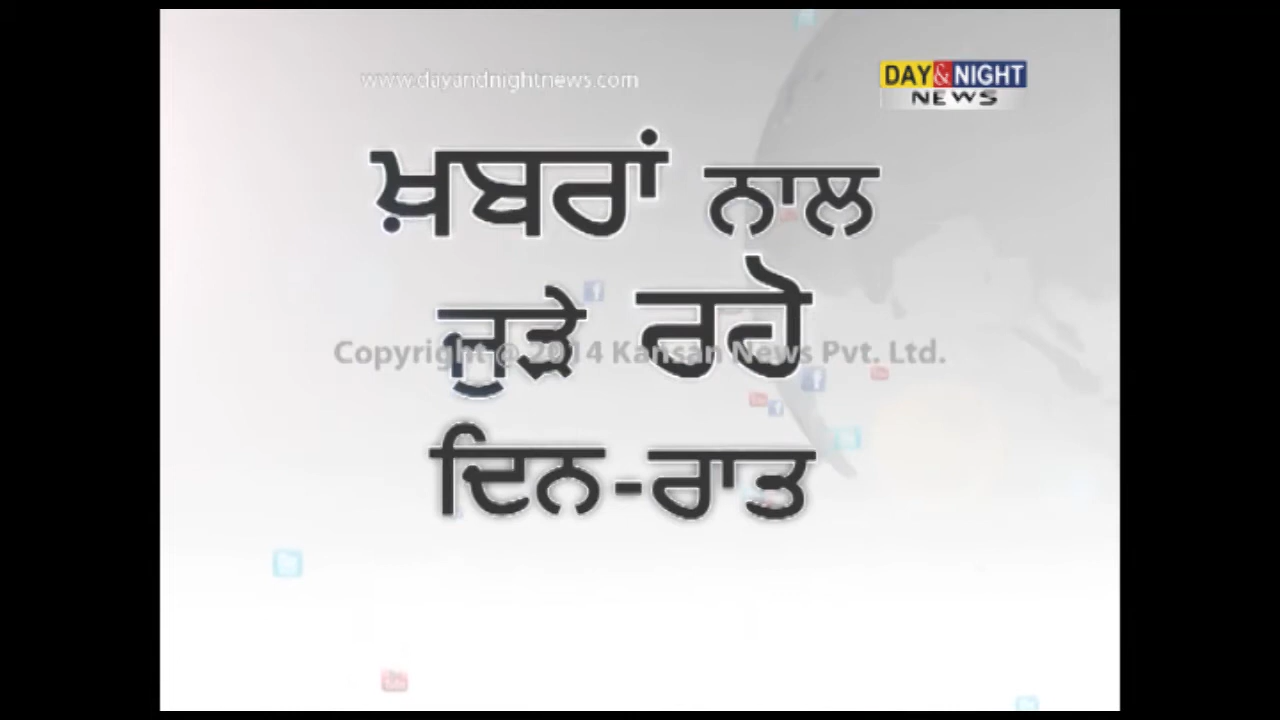 www.dayandnightnews.com
DAY&NIGHT
NEWS
ਖ਼ਬਰਾਂ ਨਾਲ
ਜੁੜੇ ਰਹੋ
Copyright @ 2014 Kansan News Pvt. Ltd.
ਦਿਨ-ਰਾਤ